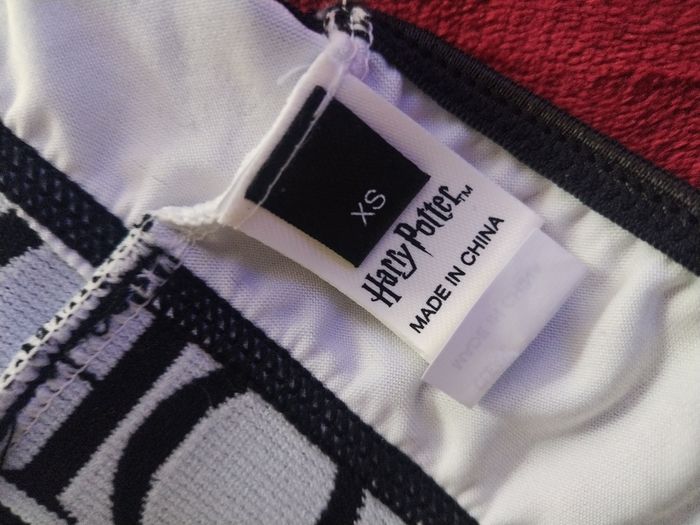 XS
Harry Potter™
MADE IN CHINA